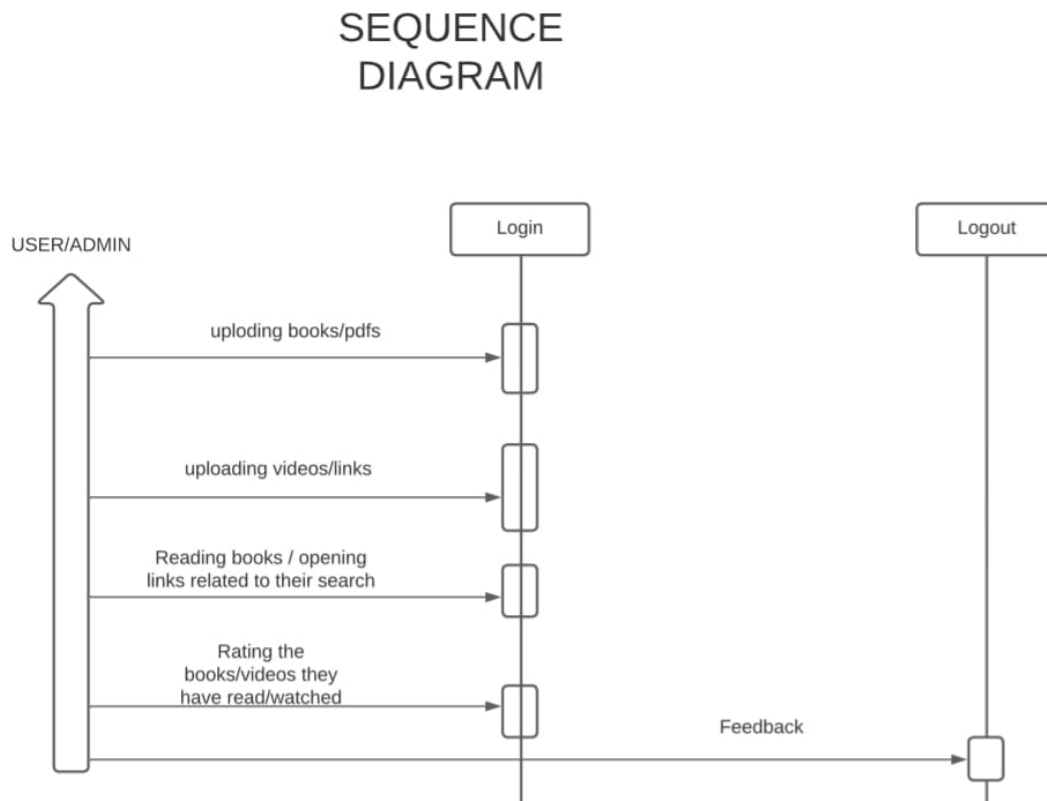 SEQUENCE
DIAGRAM
Login
Logout
USER/ADMIN
uploding books/pdfs
uploading videos/links
Reading books / opening
links related to their search
Rating the
books/videos they
have read/watched
Feedback